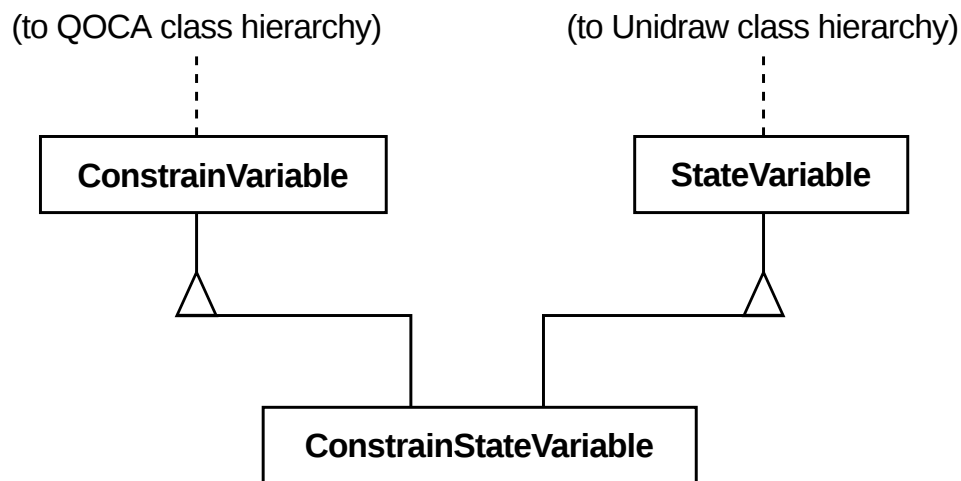 (to QOCA class hierarchy)
(to Unidraw class hierarchy)
ConstrainVariable
StateVariable
ConstrainStateVariable